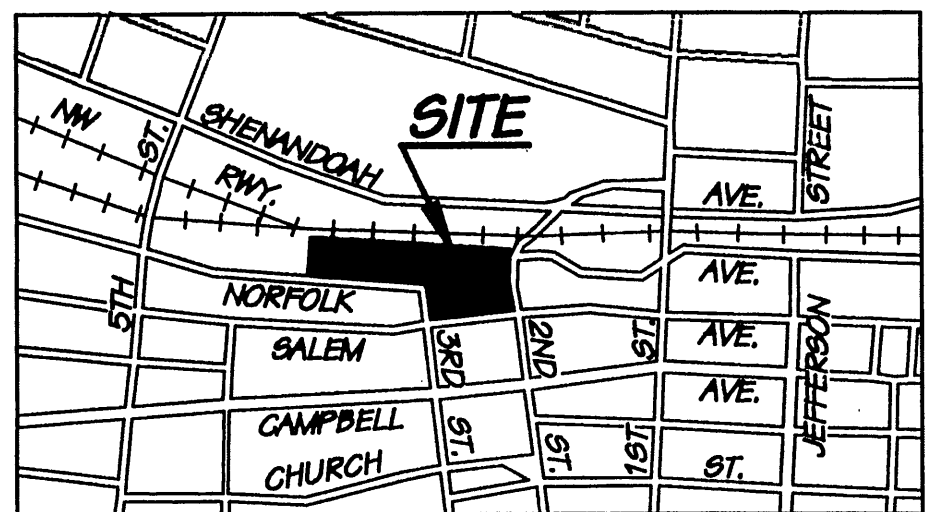 SITE
NW
ST.
SHENANDOAH
RWY.
AVE.
STREET
AVE.
NORFOLK
5TH
SALEM
3RD
2ND
ST.
AVE.
JEFFERSON
AVE.
CAMPBELL
ST.
ST.
1ST
CHURCH
ST.